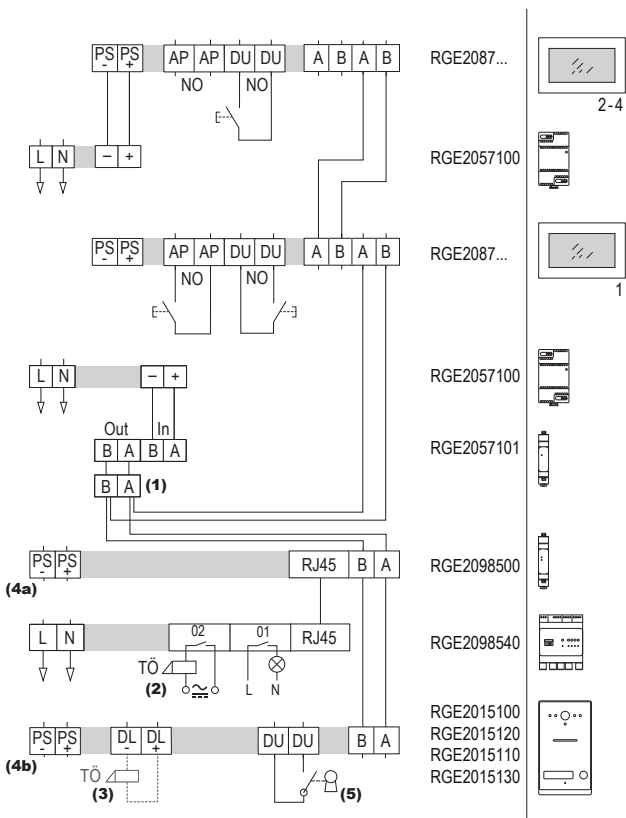 PS - PS + AP AP DU DU A B A B RGE2087...
NO NO
2-4
L N – + RGE2057100
PS - PS + AP AP DU DU A B A B RGE2087...
NO NO
1
L N – + RGE2057100
Out In
B A B A RGE2057101
B A (1)
PS - PS + RJ45 B A RGE2098500
(4a)
L N 02 01 RJ45 RGE2098540
TÖ
(2) L N
RGE2015100
PS - PS + DL - DL + DU DU B A RGE2015120
(4b) RGE2015110
TÖ RGE2015130
(3) (5)